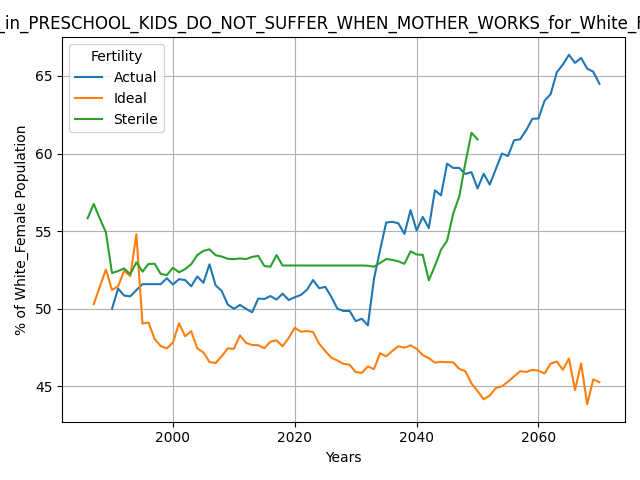 _in_PRESCHOOL_KIDS_DO_NOT_SUFFER_WHEN_MOTHER_WORKS_for_White_F
Fertility
Actual
Ideal
Sterile
% of White_Female Population
65
60
55
50
45
2000
2020
2040
2060
Years